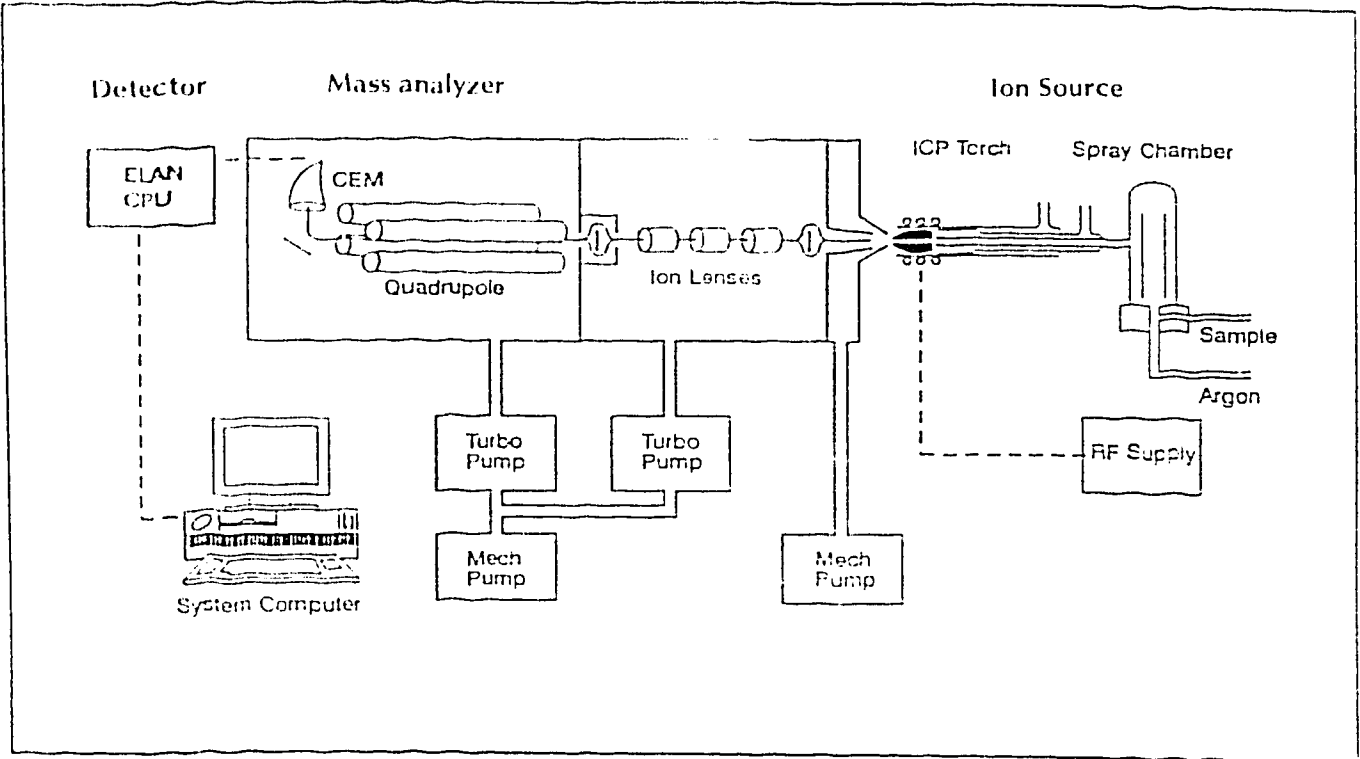 Detector
Mass analyzer
Ion Source
ELAN
CPU
CEM
Quadrupole
Ion Lenses
ICP Torch
Spray Chamber
Sample
Argon
RF Supply
Turbo
Pump
Turbo
Pump
Mech
Pump
Mech
Pump
System Computer